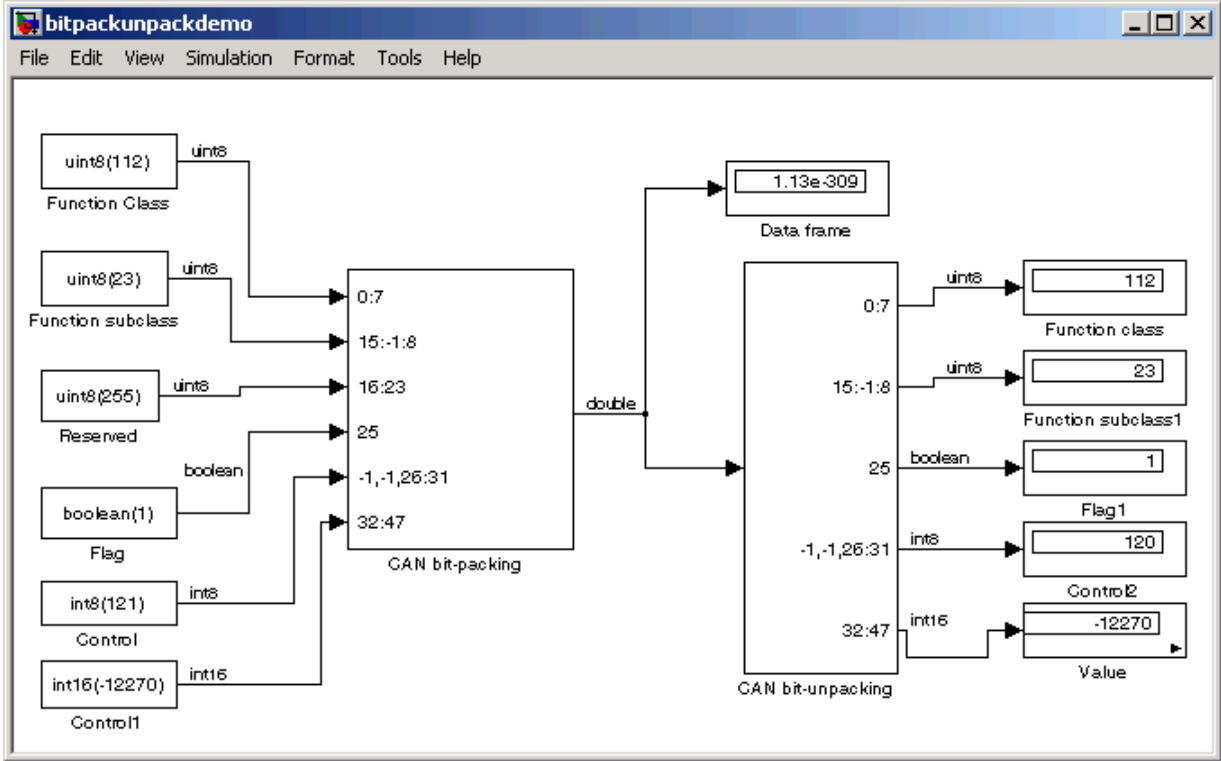 bitpackunpackdemo
File Edit View Simulation Format Tools Help
uint8(112)
uint8
Function Class
uint8(23)
uint8
Function subclass
uint8(255)
uint8
Reserved
boolean
boolean(1)
Flag
int8(121)
int8
Control
int16(-12270)
int16
Control1
0:7
15:-1:8
16:23
25
-1,-1,26:31
32:47
CAN bit-packing
double
1.13e-309
Data frame
0:7
15:-1:8
25
-1,-1,26:31
32:47
CAN bit-unpacking
uint8
112
Function class
uint8
23
Function subclass1
boolean
1
Flag1
int8
120
Control2
int16
-12270
Value